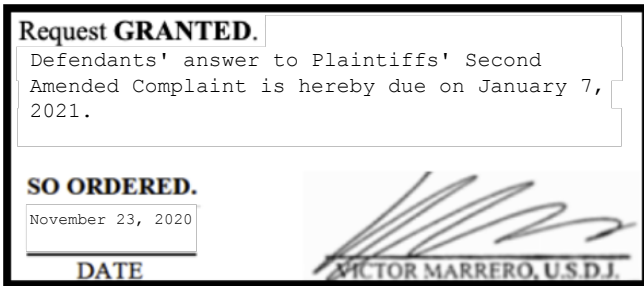 Request GRANTED.
Defendants' answer to Plaintiffs' Second
Amended Complaint is hereby due on January 7,
2021.
SO ORDERED.
November 23, 2020
DATE
VICTOR MARRERO, U.S.D.J.